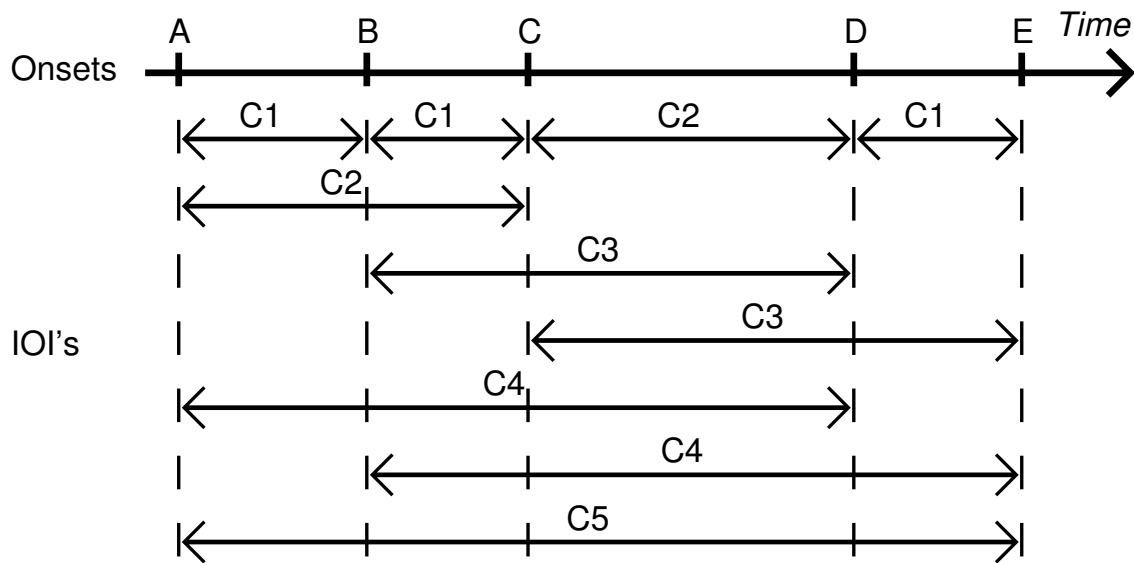 A B C D E Time
Onsets
C1 C1 C2 C1
C2
C3
C3
IOI's
C4
C4
C5